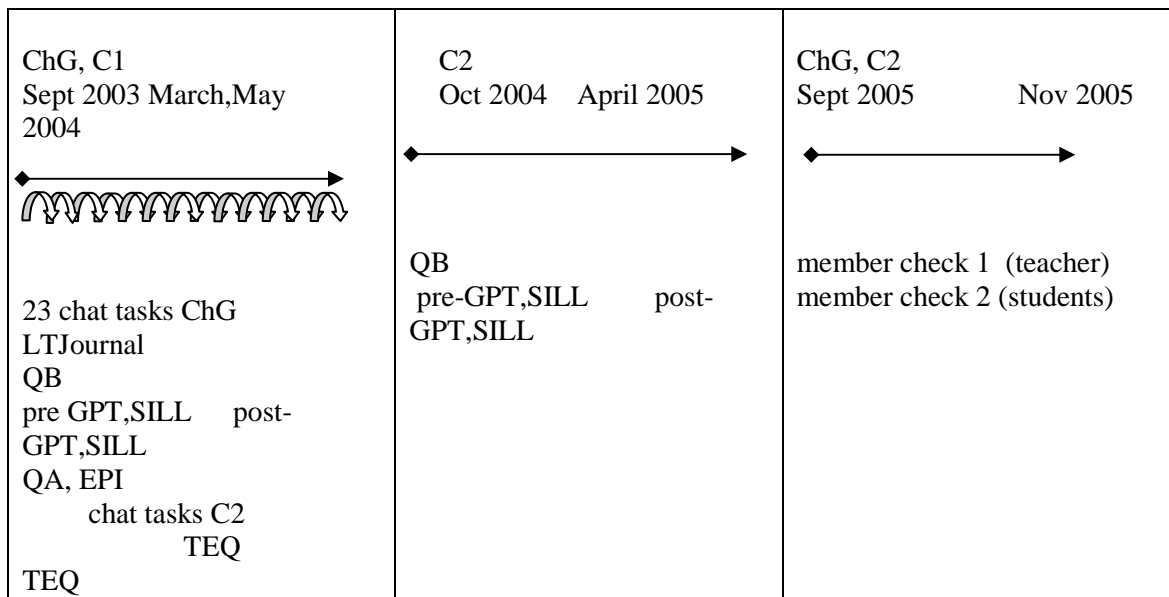 ChG, C1
Sept 2003 March,May
2004
23 chat tasks ChG
LTJournal
QB
pre GPT,SILL post-
GPT,SILL
QA, EPI
chat tasks C2
TEQ
TEQ
C2
Oct 2004 April 2005
QB
pre-GPT,SILL post-
GPT,SILL
ChG, C2
Sept 2005 Nov 2005
member check 1 (teacher)
member check 2 (students)